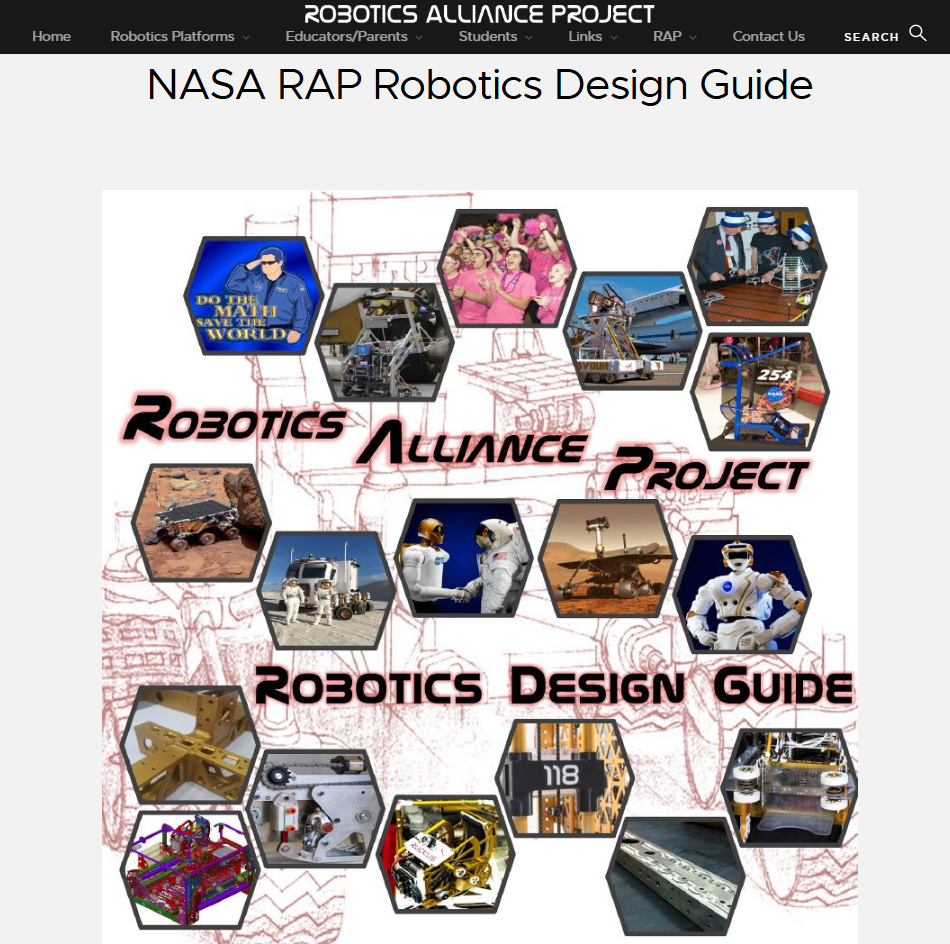 ROBOTICS ALLIANCE PROJECT
Home Robotics Platforms Educators/Parents Students Links RAP Contact Us SEARCH
NASA RAP Robotics Design Guide
DO THE
MATH
SAVE THE
WORLD
254
ROBOTICS
ALLIANCE
PROJECT
ROBOTICS DESIGN GUIDE
118
RUCKUS